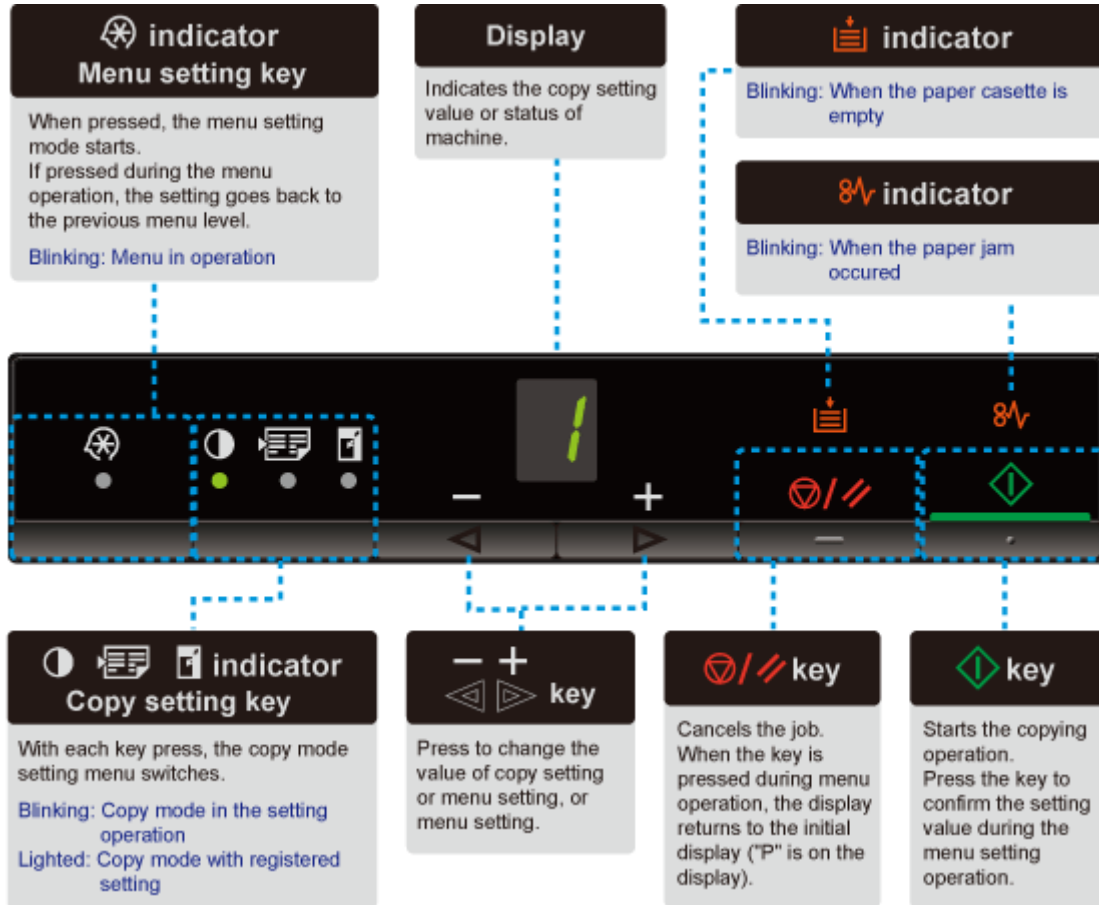 indicator
Menu setting key
When pressed, the menu setting
mode starts.
If pressed during the menu
operation, the setting goes back to
the previous menu level.
Blinking: Menu in operation
Display
Indicates the copy setting
value or status of
machine.
indicator
Blinking: When the paper casette is
empty
indicator
Blinking: When the paper jam
occured
1
− +
indicator
Copy setting key
With each key press, the copy mode
setting menu switches.
Blinking: Copy mode in the setting
operation
Lighted: Copy mode with registered
setting
− +
key
Press to change the
value of copy setting
or menu setting, or
menu setting.
key
Cancels the job.
When the key is
pressed during menu
operation, the display
returns to the initial
display ("P" is on the
display).
key
Starts the copying
operation.
Press the key to
confirm the setting
value during the
menu setting
operation.